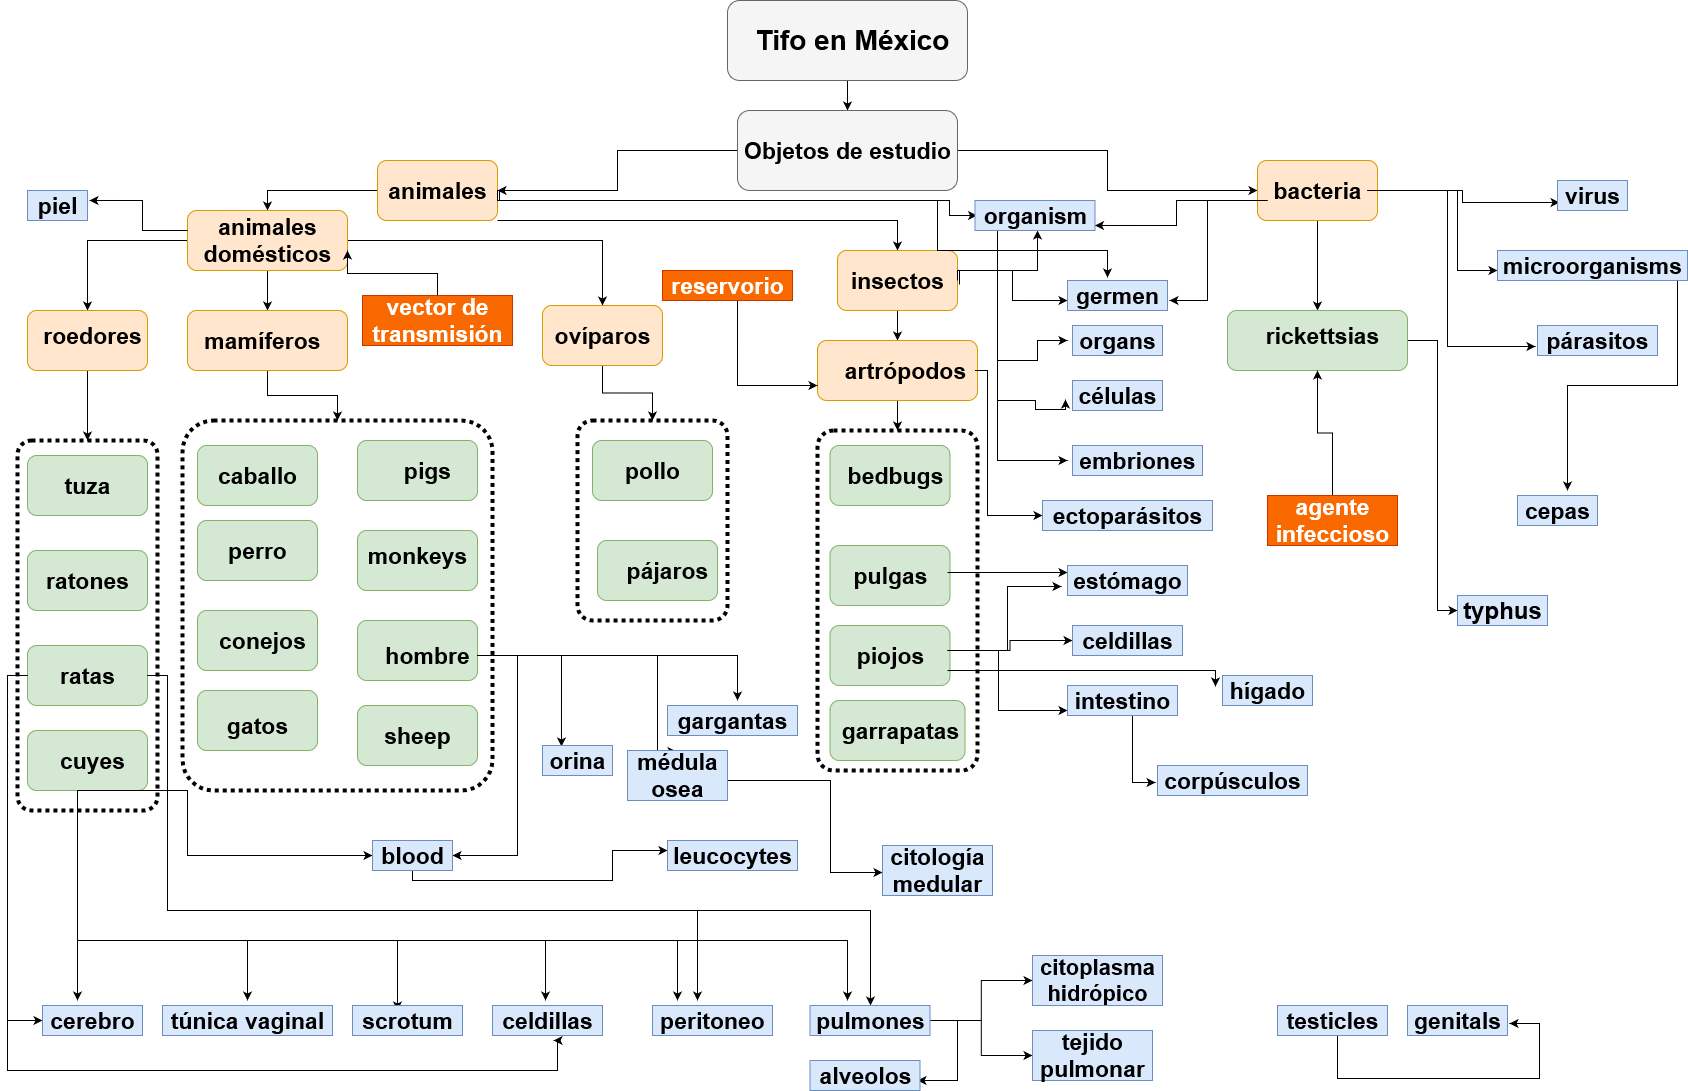 Tifo en México
Objetos de estudio
animales
bacteria
piel
virus
organism
animales
domésticos
microorganisms
insectos
reservorio
germen
vector de
transmisión
roedores
mamíferos
ovíparos
rickettsias
organs
párasitos
artrópodos
células
embriones
caballo
pigs
pollo
bedbugs
tuza
ectoparásitos
agente
infeccioso
cepas
perro
monkeys
pájaros
ratones
pulgas
estómago
typhus
conejos
hombre
piojos
celdillas
ratas
hígado
intestino
gatos
sheep
gargantas
garrapatas
cuyes
orina
médula
osea
corpúsculos
blood
leucocytes
citología
medular
citoplasma
hidrópico
cerebro
túnica vaginal
scrotum
celdillas
peritoneo
pulmones
testicles
genitals
tejido
pulmonar
alveolos